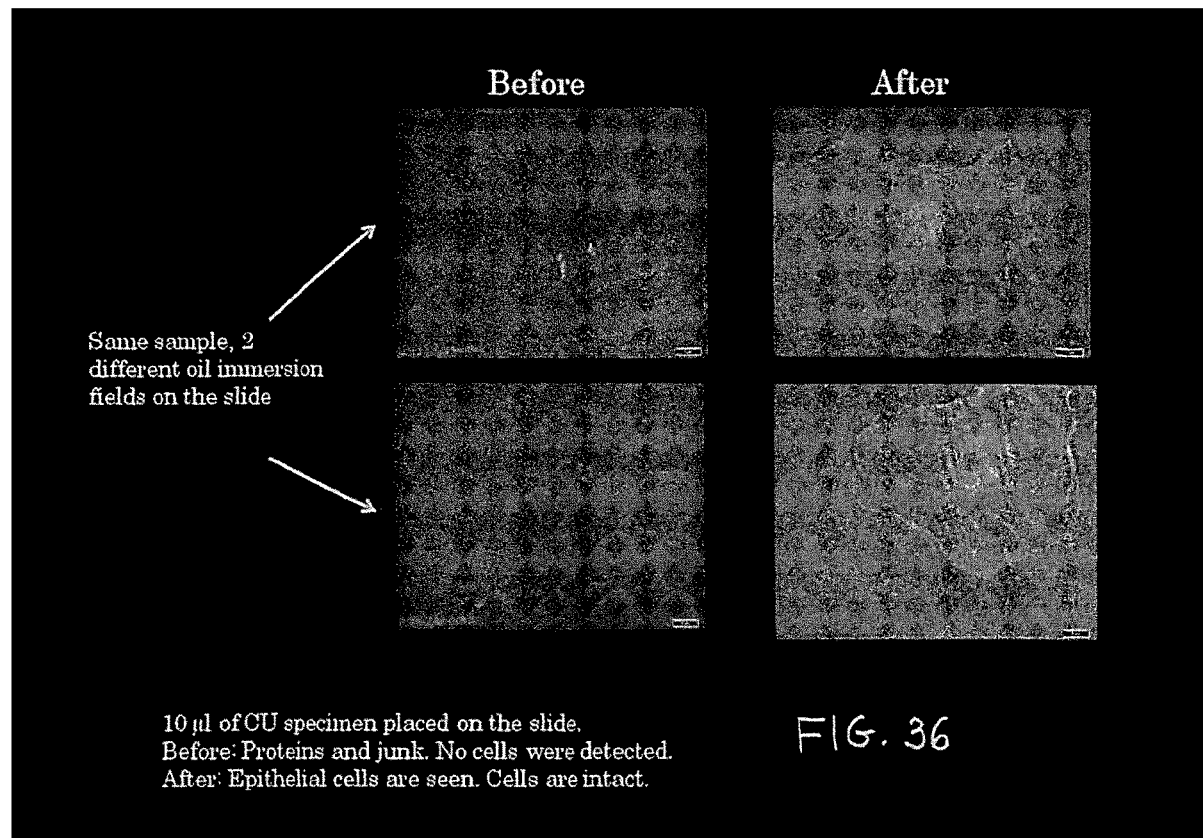 Before
After
Same sample, 2
different oil immersion
fields on the slide
10 µl of CU specimen placed on the slide.
Before: Proteins and junk. No cells were detected.
After: Epithelial cells are seen. Cells are intact.
FIG. 36